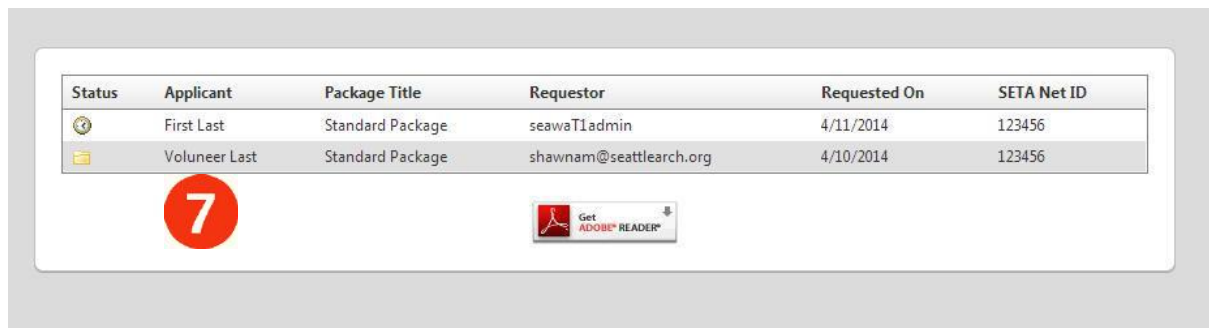 Status Applicant Package Title Requestor Requested On SETA Net ID
First Last Standard Package seawaT1admin 4/11/2014 123456
Voluneer Last Standard Package shawnam@seattlearch.org 4/10/2014 123456
7
Get
ADOBE® READER®